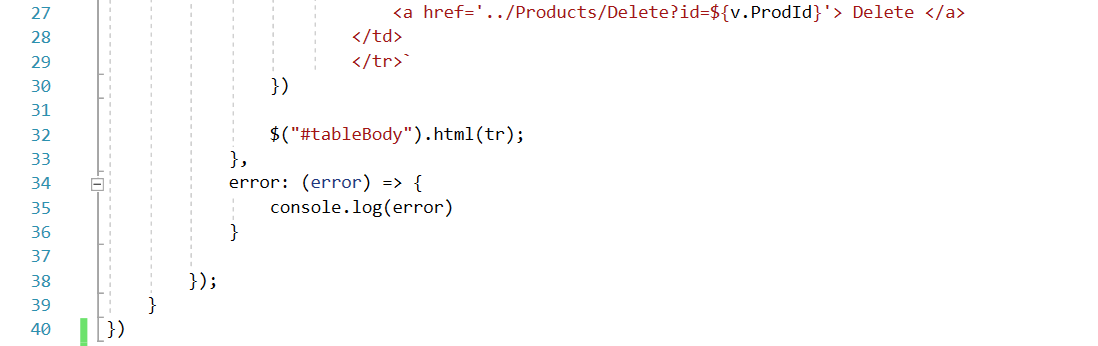 27 <a href='../Products/Delete?id=${v.ProdId}'> Delete </a>
28 </td>
29 </tr>`
30 })
31
32 $("#tableBody").html(tr);
33 },
34 error: (error) => {
35 console.log(error)
36 }
37
38 });
39 }
40 })